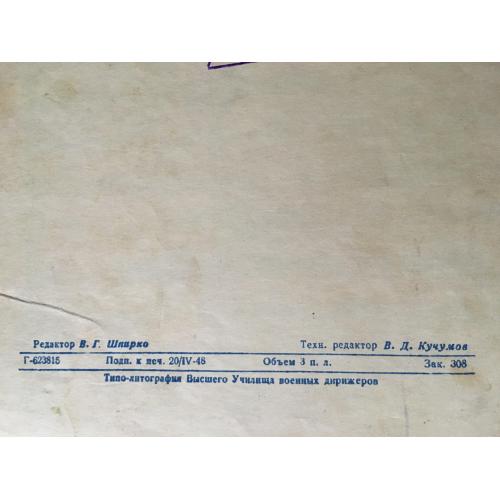 Редактор В. Г. Шпирко Техн. редактор В. Д. Кучумов
Г-623815 Подп. к печ. 20/IV-48 Объем 3 п. л. Зак. 308
Типо-литография Высшего Училища военных дирижеров